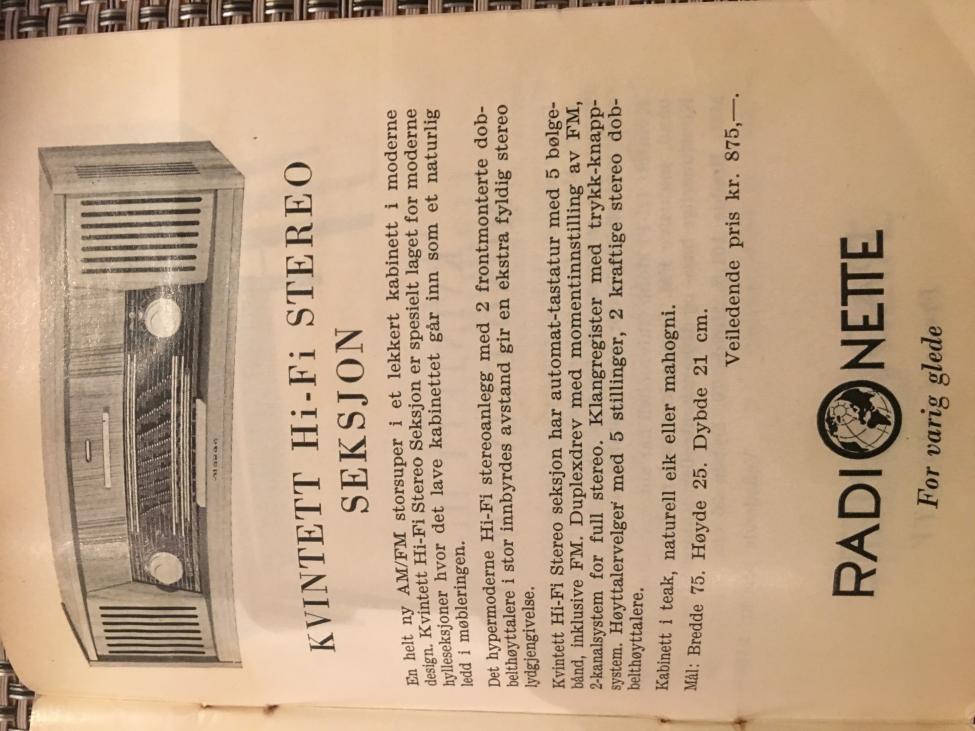 KVINTETT Hi-Fi STEREO
SEKSJON
En helt ny AM/FM storsuper i et lekkert kabinett i moderne
design. Kvintett Hi-Fi Stereo Seksjon er spesielt laget for moderne
hylleseksjoner hvor det lave kabinettet går inn som et naturlig
ledd i møbleringen.
Det hypermoderne Hi-Fi stereoanlegg med 2 frontmonterte dob-
belthøyttalere i stor innbyrdes avstand gir en ekstra fyldig stereo
lydgjengivelse.
Kvintett Hi-Fi Stereo seksjon har automat-tastatur med 5 bølge-
bånd, inklusive FM. Duplexdrev med momentinnstilling av FM,
2-kanalsystem for full stereo. Klangregister med trykk-knapp-
system. Høyttalervelger med 5 stillinger, 2 kraftige stereo dob-
belthøyttalere.
Kabinett i teak, naturell eik eller mahogni.
Mål: Bredde 75. Høyde 25. Dybde 21 cm.
Veiledende pris kr. 875,—.
RADIONETTE
For varig glede